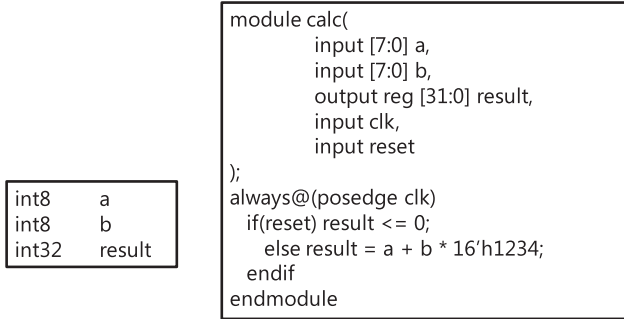 int8 a
int8 b
int32 result
module calc(
input [7:0] a,
input [7:0] b,
output reg [31:0] result,
input clk,
input reset
);
always@(posedge clk)
if(reset) result <= 0;
else result = a + b * 16'h1234;
endif
endmodule